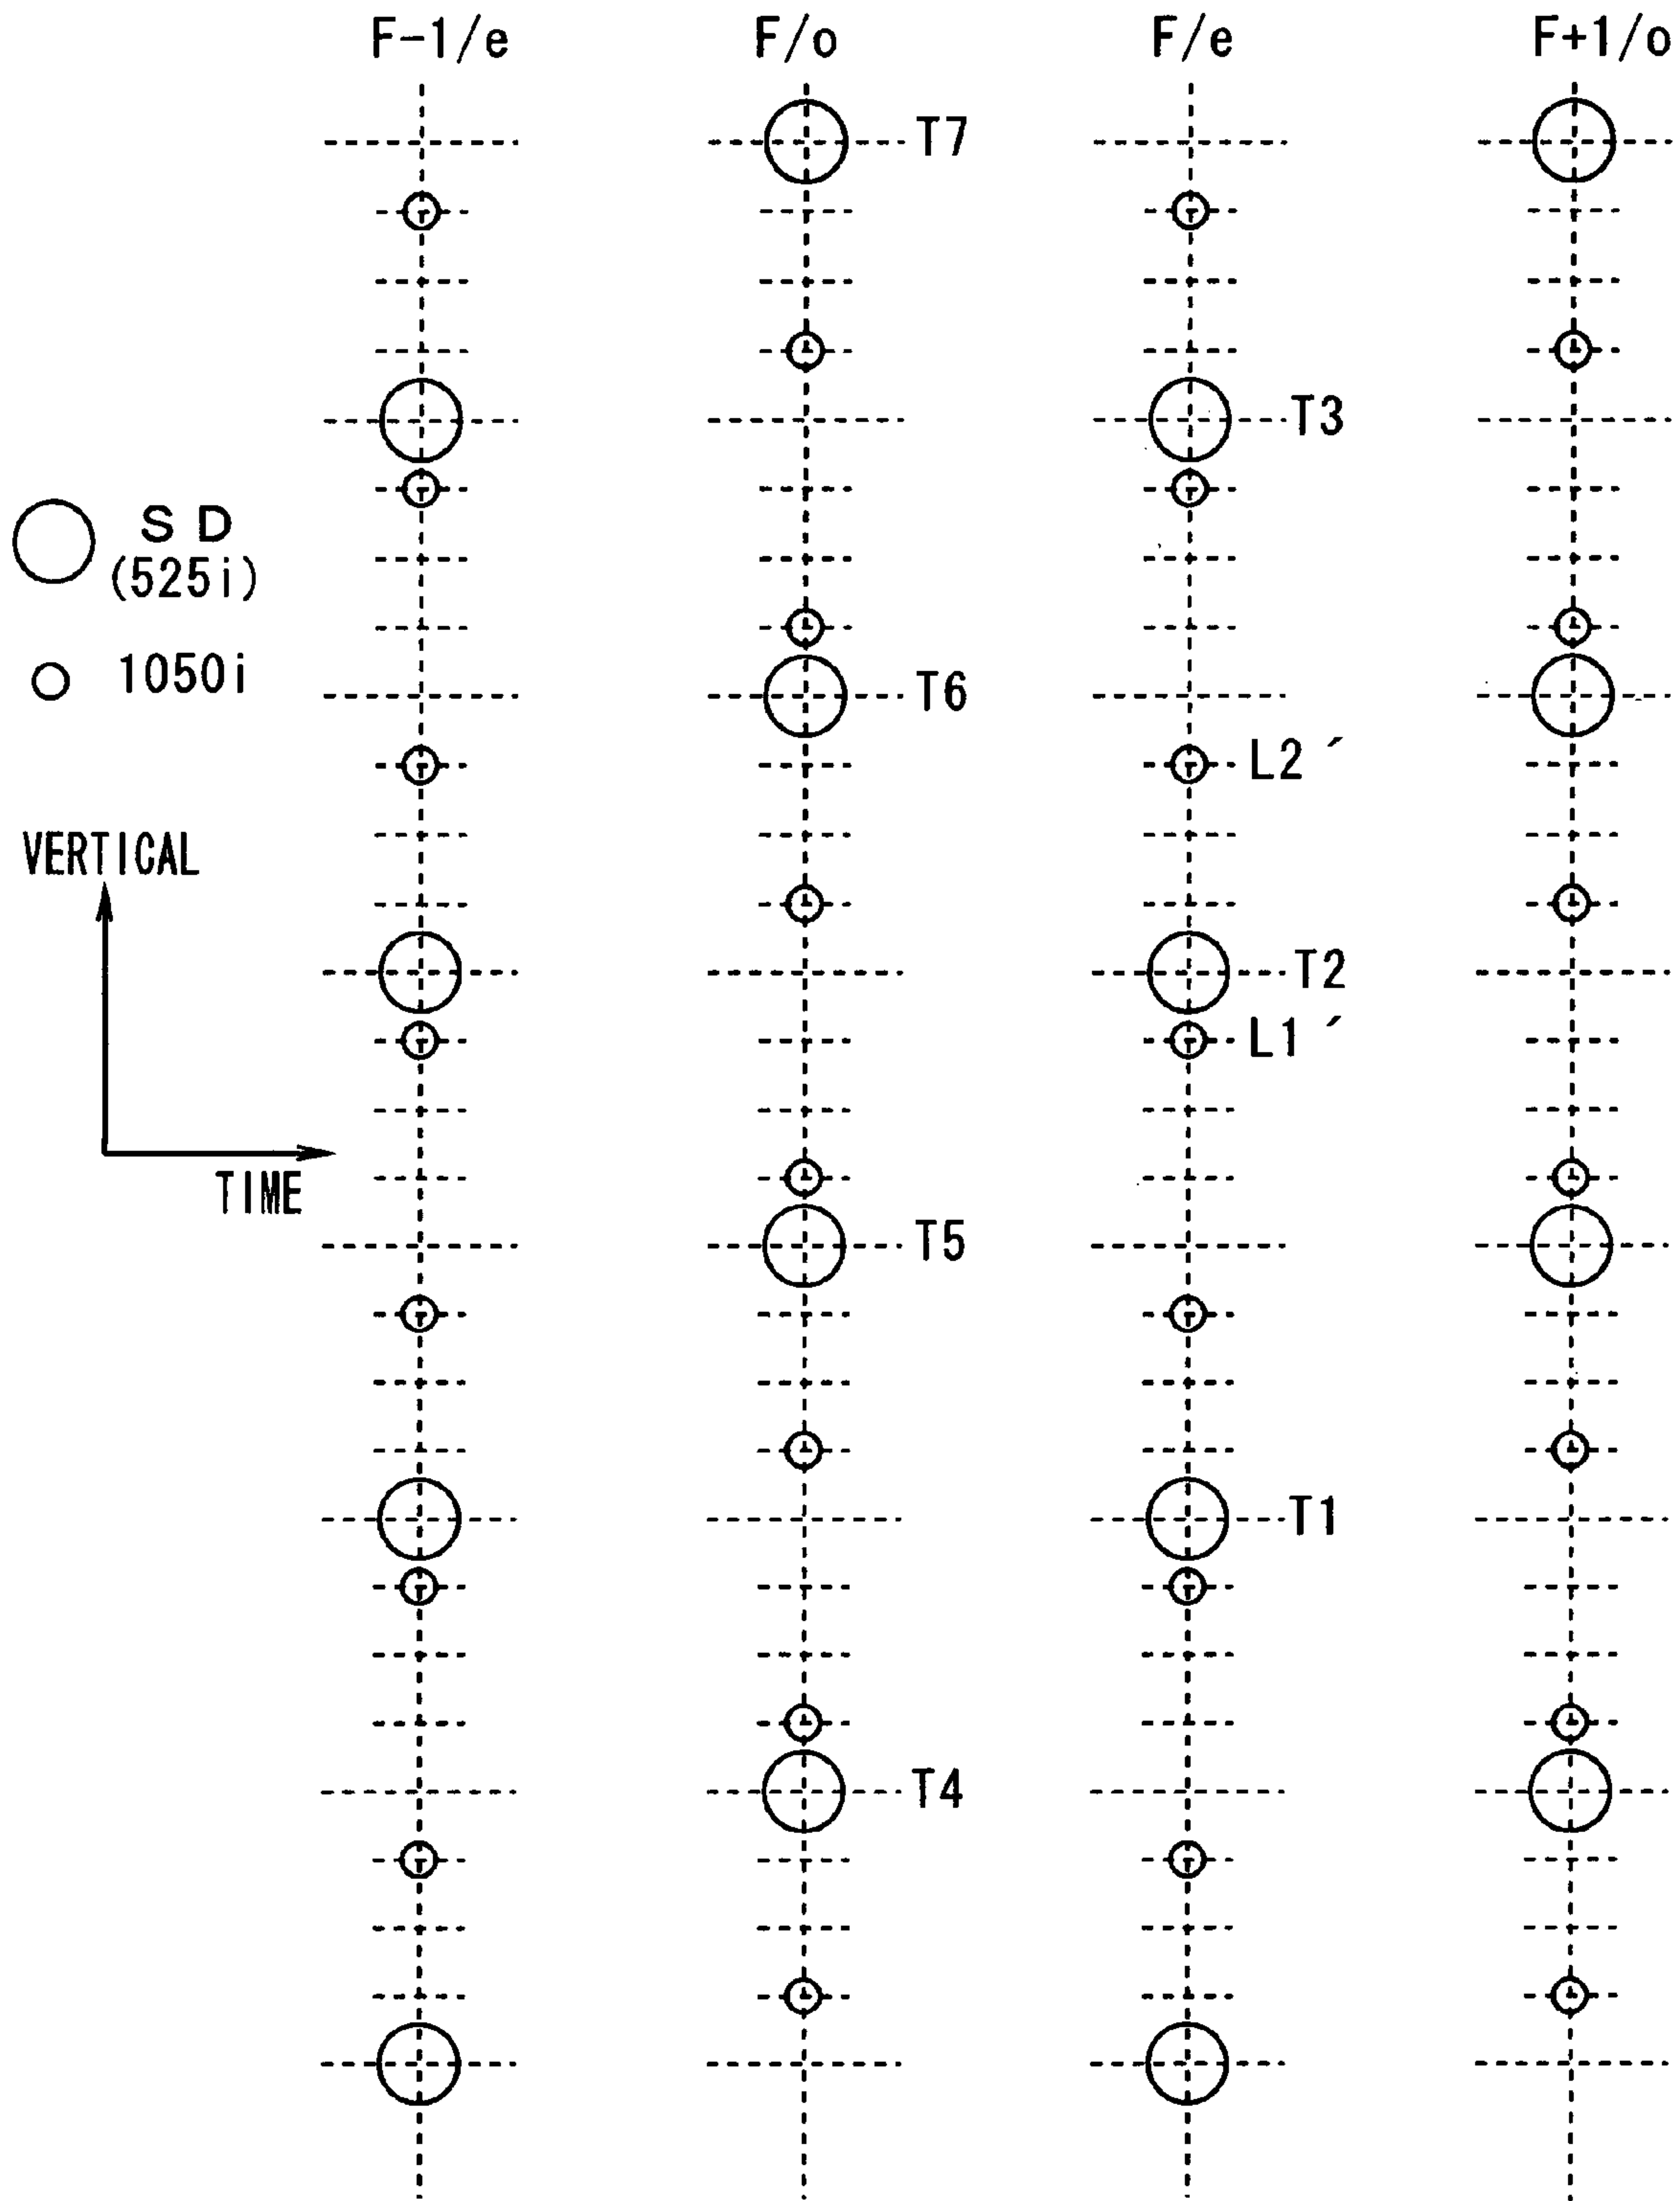 F-1/e F/o F/e F+1/o
T7
T3
SD
(525i)
1050i
T6
L2´
VERTICAL
T2
L1´
TIME
T5
T1
T4